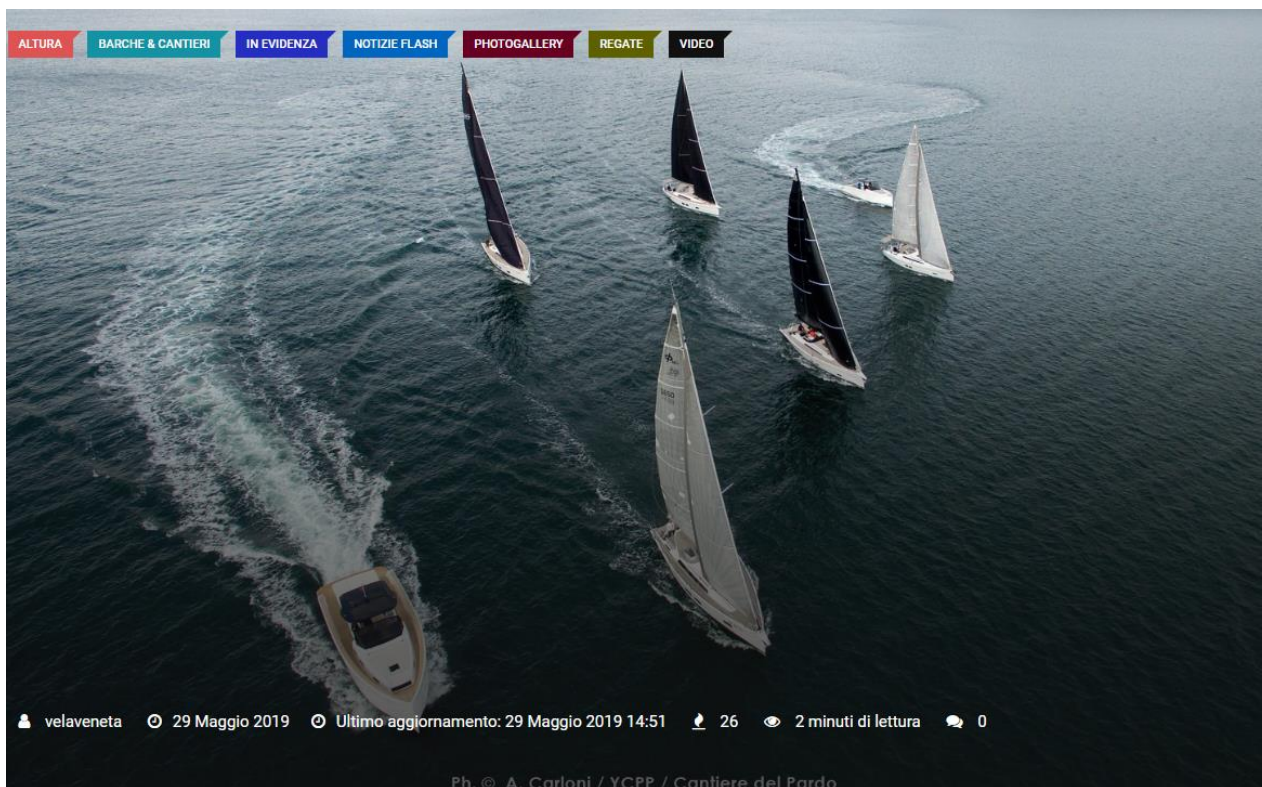 ALTURA BARCHE & CANTIERI IN EVIDENZA NOTIZIE FLASH PHOTOGALLERY REGATE VIDEO
velaveneta 29 Maggio 2019 Ultimo aggiornamento: 29 Maggio 2019 14:51 26 2 minuti di lettura 0
Ph. © A. Carloni / YCPP / Cantiere del Pardo